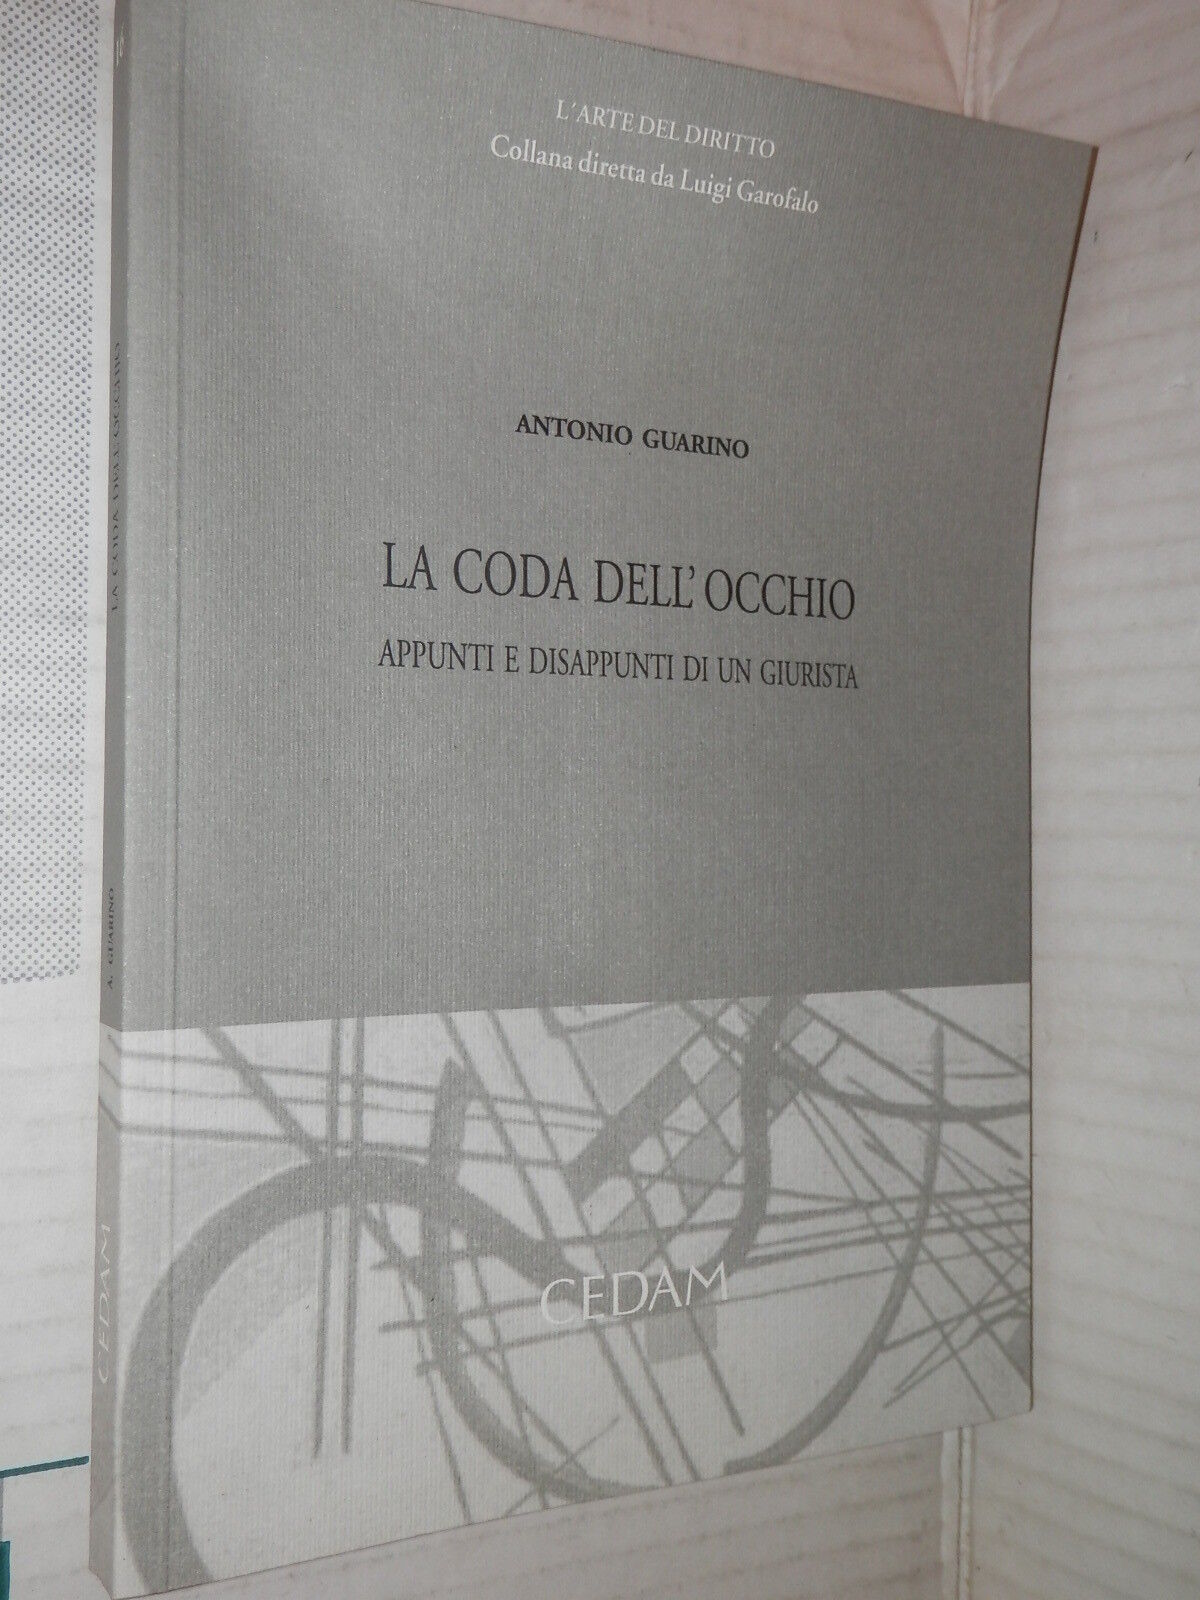 L'ARTE DEL DIRITTO
Collana diretta da Luigi Garofalo
ANTONIO GUARINO
LA CODA DELL'OCCHIO
APPUNTI E DISAPPUNTI DI UN GIURISTA
CEDAM
LA CODA DELL'OCCHIO
A. GUARINO
CEDAM